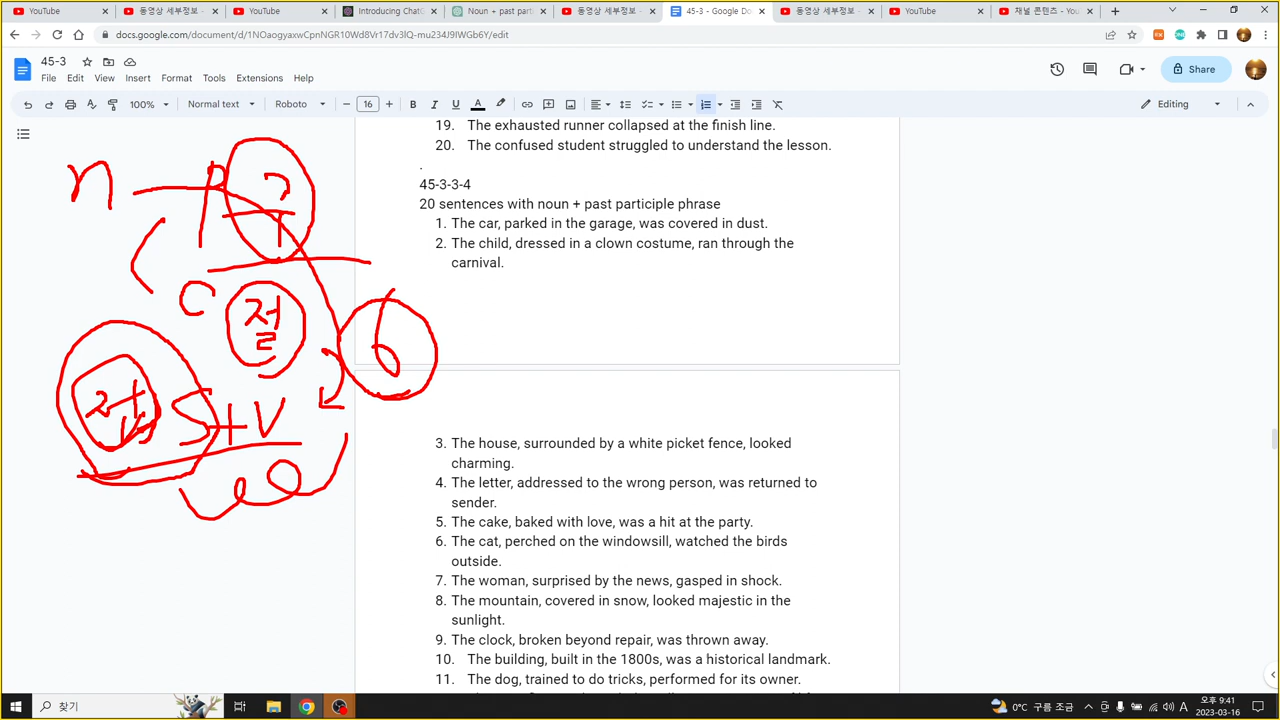 YouTube
동영상 세부정보 -
YouTube
Introducing ChatG
Noun + past parti
동영상 세부정보 -
45-3 - Google Do
동영상 세부정보 -
YouTube
채널 콘텐츠 - You
docs.google.com/document/d/1NOaogyaxwCpnNGR10Wd8Vr17dv3lQ-mu234J9IWGb6Y/edit
45-3
File Edit View Insert Format Tools Extensions Help
Share
100% Normal text Roboto 16 B I U A Editing
19. The exhausted runner collapsed at the finish line.
20. The confused student struggled to understand the lesson.
.
45-3-3-4
20 sentences with noun + past participle phrase
1. The car, parked in the garage, was covered in dust.
2. The child, dressed in a clown costume, ran through the
carnival.
n
p 구
c 절
6
접 S+V
3. The house, surrounded by a white picket fence, looked
charming.
4. The letter, addressed to the wrong person, was returned to
sender.
5. The cake, baked with love, was a hit at the party.
6. The cat, perched on the windowsill, watched the birds
outside.
7. The woman, surprised by the news, gasped in shock.
8. The mountain, covered in snow, looked majestic in the
sunlight.
9. The clock, broken beyond repair, was thrown away.
10. The building, built in the 1800s, was a historical landmark.
11. The dog, trained to do tricks, performed for its owner.
찾기
0°C 구름 조금
A
오후 9:41
2023-03-16